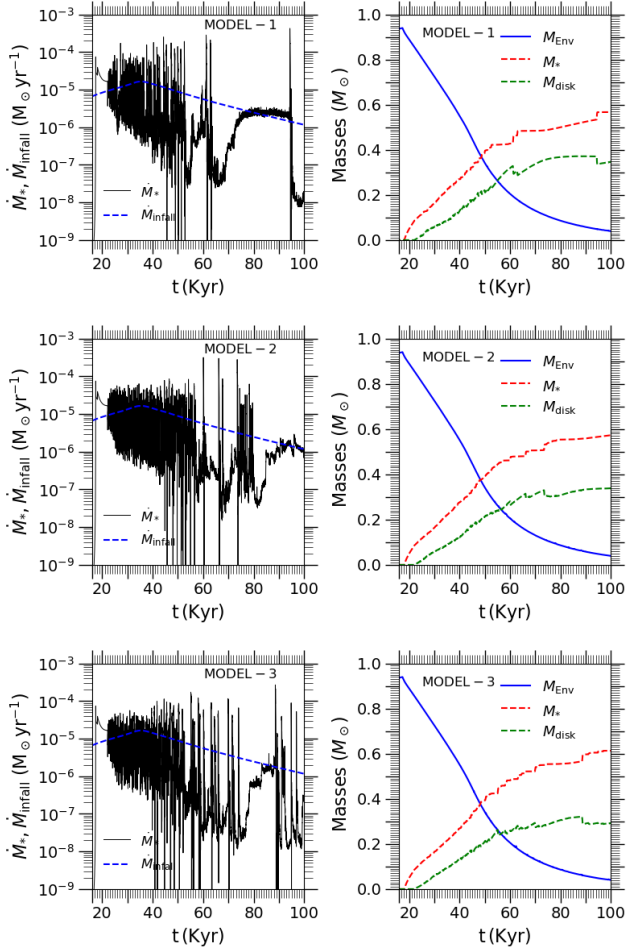 MODEL − 1
10⁻³
10⁻⁴
10⁻⁵
10⁻⁶
10⁻⁷
10⁻⁸
10⁻⁹
Ṁ*, Ṁinfall (M⊙ yr⁻¹)
Ṁ*
Ṁinfall
20 40 60 80 100
t (Kyr)
MODEL − 1
1.0
0.8
0.6
0.4
0.2
0.0
Masses (M⊙)
MEnv
M*
Mdisk
20 40 60 80 100
t (Kyr)
MODEL − 2
10⁻³
10⁻⁴
10⁻⁵
10⁻⁶
10⁻⁷
10⁻⁸
10⁻⁹
Ṁ*, Ṁinfall (M⊙ yr⁻¹)
Ṁ*
Ṁinfall
20 40 60 80 100
t (Kyr)
MODEL − 2
1.0
0.8
0.6
0.4
0.2
0.0
Masses (M⊙)
MEnv
M*
Mdisk
20 40 60 80 100
t (Kyr)
MODEL − 3
10⁻³
10⁻⁴
10⁻⁵
10⁻⁶
10⁻⁷
10⁻⁸
10⁻⁹
Ṁ*, Ṁinfall (M⊙ yr⁻¹)
Ṁinfall
20 40 60 80 100
t (Kyr)
MODEL − 3
1.0
0.8
0.6
0.4
0.2
0.0
Masses (M⊙)
MEnv
M*
Mdisk
20 40 60 80 100
t (Kyr)